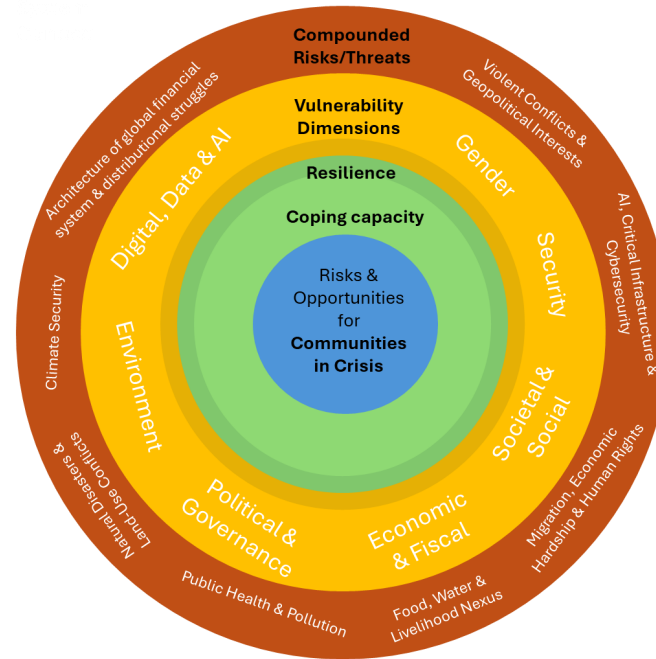 Compounded
Risks/Threats
Vulnerability
Dimensions
Resilience
Coping capacity
Risks &
Opportunities
for
Communities
in Crisis
Gender
Security
Societal &
Social
Economic
& Fiscal
Political &
Governance
Environment
Digital, Data & AI
Violent Conflicts &
Geopolitical Interests
AI, Critical Infrastructure &
Cybersecurity
Migration, Economic
Hardship & Human Rights
Food, Water &
Livelihood Nexus
Public Health & Pollution
Natural Disasters &
Land-Use Conflicts
Climate Security
Architecture of global financial
system & distributional struggles